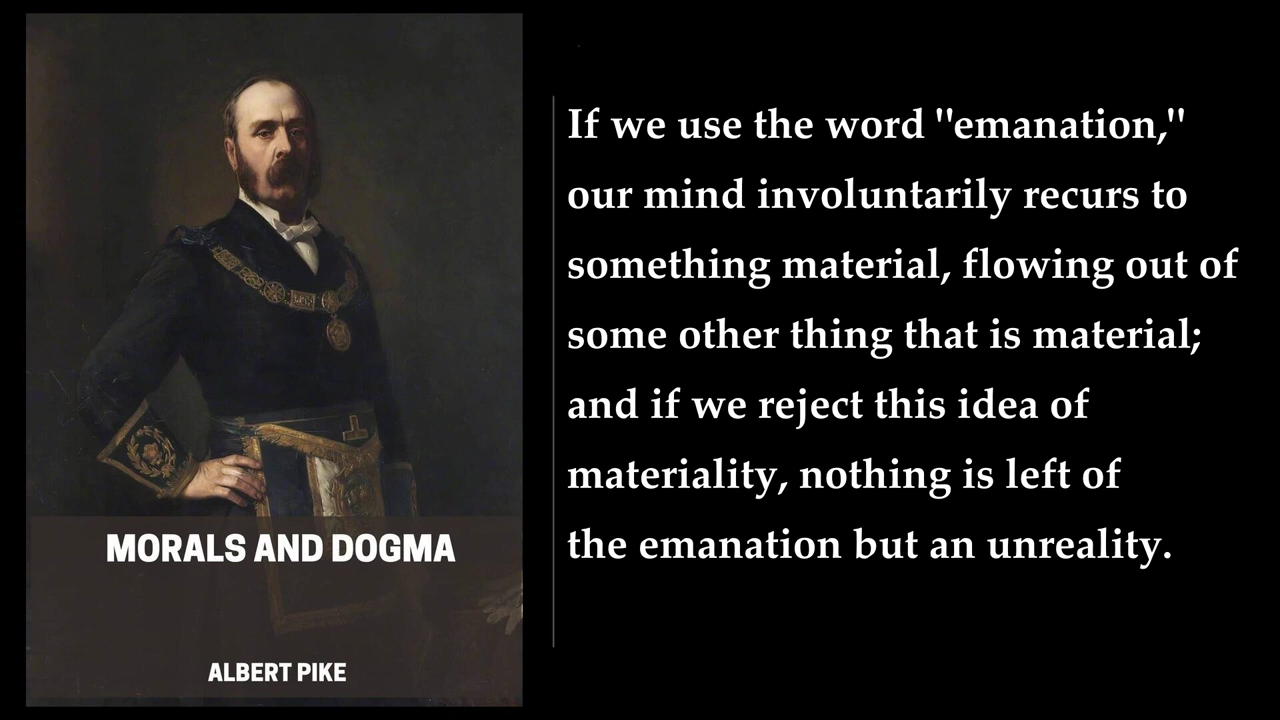 If we use the word "emanation,"
our mind involuntarily recurs to
something material, flowing out of
some other thing that is material;
and if we reject this idea of
materiality, nothing is left of
the emanation but an unreality.
MORALS AND DOGMA
ALBERT PIKE